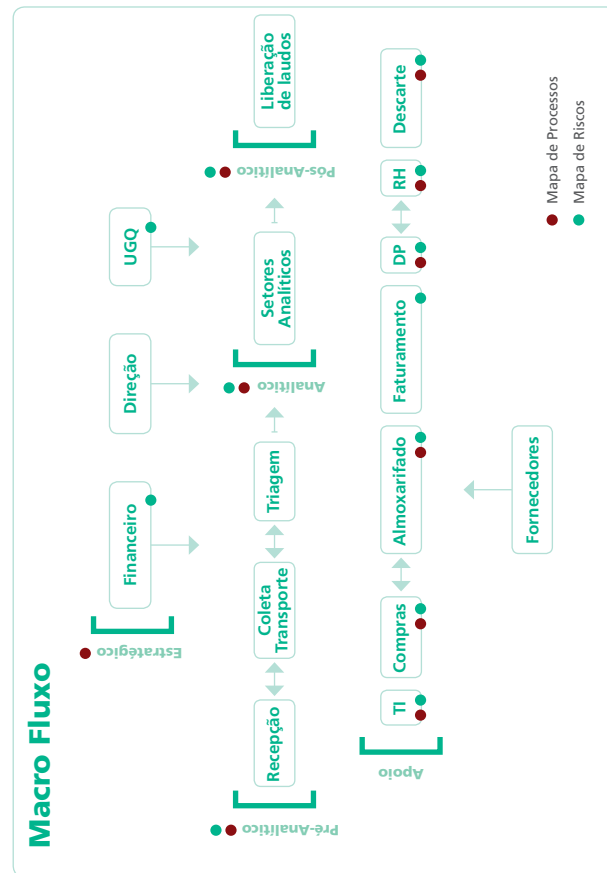 Macro Fluxo
Estratégico
Financeiro
Direção
UGQ
Pré-Analítico
Recepção
Coleta
Transporte
Triagem
Analítico
Setores
Analíticos
Pós-Analítico
Liberação
de laudos
Apoio
TI
Compras
Almoxarifado
Faturamento
DP
RH
Descarte
Fornecedores
Mapa de Processos
Mapa de Riscos